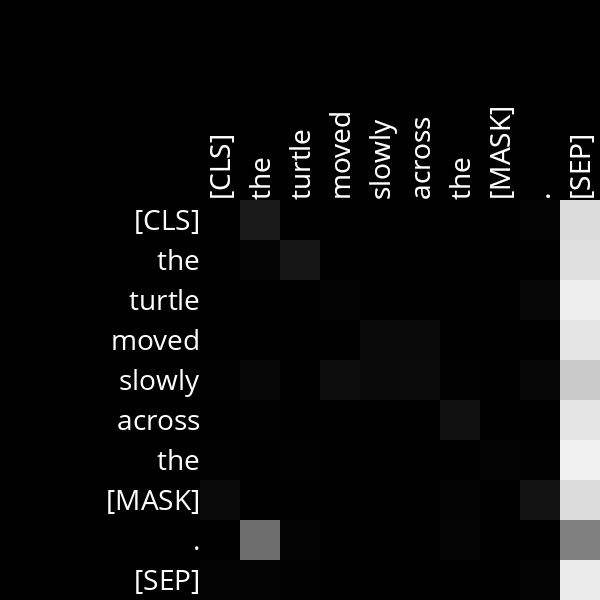 [CLS] the turtle moved slowly across the [MASK] . [SEP]
[CLS]
the
turtle
moved
slowly
across
the
[MASK]
.
[SEP]